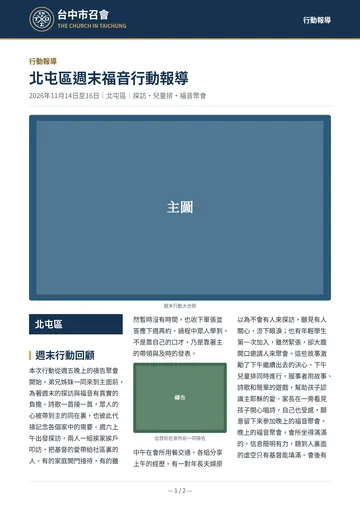 台中市召會
THE CHURCH IN TAICHUNG
行動報導
行動報導
北屯區週末福音行動報導
2026年11月14日至16日｜北屯區｜探訪・兒童排・福音聚會
主圖
週末行動大合照
北屯區
週末行動回顧
本次行動從週五晚上的禱告聚會
開始。弟兄姊妹一同來到主面前，
為著週末的探訪與福音有真實的
負擔。詩歌一首接一首，眾人的
心被帶到主的同在裏，也彼此代
禱記念各個家中的需要。週六上
午出發探訪，兩人一組挨家挨戶
叩訪，把基督的愛帶給社區裏的
人。有的家庭開門接待，有的雖
然暫時沒有時間，也收下單張並
答應下週再約。過程中眾人學到，
不是靠自己的口才，乃是靠著主
的帶領與及時的發表。
禱告
出發前在會所前一同禱告
中午在會所用餐交通，各組分享
上午的經歷。有一對年長夫婦原
以為不會有人來探訪，聽見有人
關心，流下眼淚；也有年輕學生
第一次加入，雖然緊張，卻大膽
開口邀請人來聚會。這些故事激
勵了下午繼續出去的決心。下午
兒童排同時進行，服事者用故事、
詩歌和簡單的遊戲，幫助孩子認
識主耶穌的愛。家長在一旁看見
孩子開心唱詩，自己也受感，願
意留下來參加晚上的福音聚會。
晚上的福音聚會，會所坐得滿滿
的。信息簡明有力，題到人裏面
的虛空只有基督能填滿。會後有
— 1 / 2 —